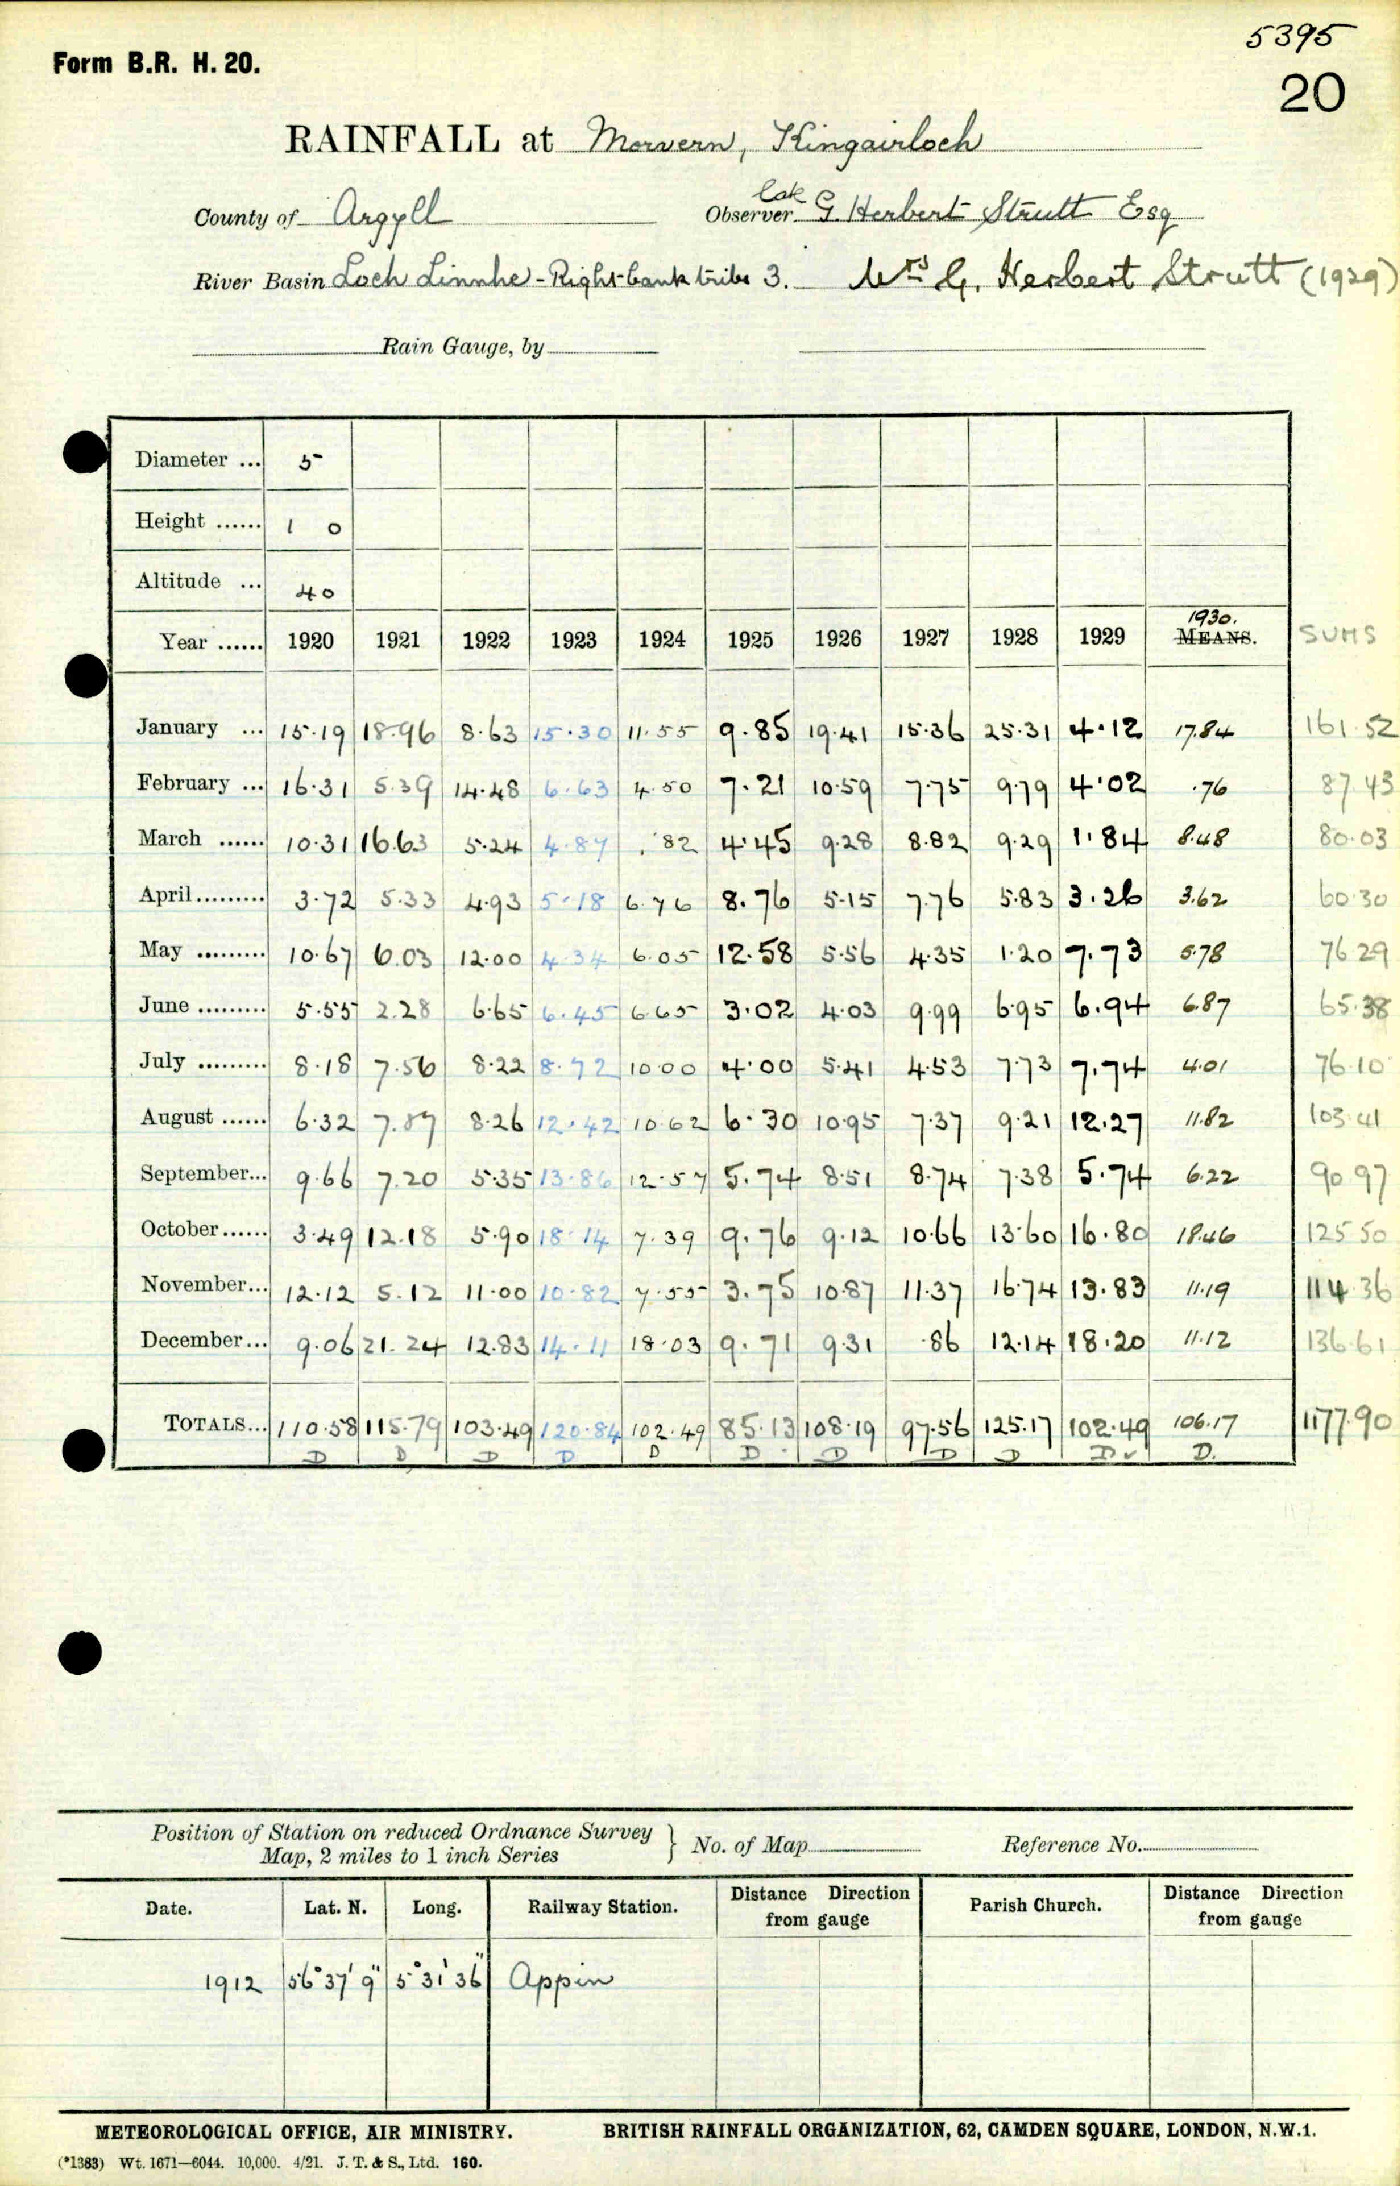 5395
Form B.R. H. 20.
20
RAINFALL at Morvern, Kingairloch
late
County of Argyll Observer G. Herbert Strutt Esq
River Basin Loch Linnhe - Right bank tribs 3. Mrs G. Herbert Strutt (1929)
Rain Gauge, by
Diameter ... 5
Height ...... 1 0
Altitude ... 40
1930.
Year ...... 1920 1921 1922 1923 1924 1925 1926 1927 1928 1929 MEANS. SUMS
January ... 15.19 18.96 8.63 15.30 11.55 9.85 19.41 15.36 25.31 4.12 17.84 161.52
February ... 16.31 5.39 14.48 6.63 4.50 7.21 10.59 7.75 9.79 4.02 .76 87.43
March ...... 10.31 16.63 5.24 4.87 .82 4.45 9.28 8.82 9.29 1.84 8.48 80.03
April......... 3.72 5.33 4.93 5.18 6.76 8.76 5.15 7.76 5.83 3.26 3.62 60.30
May ......... 10.67 6.03 12.00 4.34 6.05 12.58 5.56 4.35 1.20 7.73 5.78 76.29
June ......... 5.55 2.28 6.65 6.45 6.65 3.02 4.03 9.99 6.95 6.94 6.87 65.38
July ......... 8.18 7.56 8.22 8.72 10.00 4.00 5.41 4.53 7.73 7.74 4.01 76.10
August ...... 6.32 7.87 8.26 12.42 10.62 6.30 10.95 7.37 9.21 12.27 11.82 103.41
September... 9.66 7.20 5.35 13.86 12.57 5.74 8.51 8.74 7.38 5.74 6.22 90.97
October...... 3.49 12.18 5.90 18.14 7.39 9.76 9.12 10.66 13.60 16.80 18.46 125.50
November... 12.12 5.12 11.00 10.82 7.55 3.75 10.87 11.37 16.74 13.83 11.19 114.36
December... 9.06 21.24 12.83 14.11 18.03 9.71 9.31 .86 12.14 18.20 11.12 136.61
TOTALS... 110.58 115.79 103.49 120.84 102.49 85.13 108.19 97.56 125.17 102.49 106.17 1177.90
D D D D D D D D D D ✓ D.
Position of Station on reduced Ordnance Survey
Map, 2 miles to 1 inch Series } No. of Map Reference No.
Date. Lat. N. Long. Railway Station. Distance Direction from gauge Parish Church. Distance Direction from gauge
1912 56°37'9" 5°31'36" Appin
METEOROLOGICAL OFFICE, AIR MINISTRY. BRITISH RAINFALL ORGANIZATION, 62, CAMDEN SQUARE, LONDON, N.W.1.
(*1383) Wt. 1671—6044. 10,000. 4/21. J. T. & S., Ltd. 160.